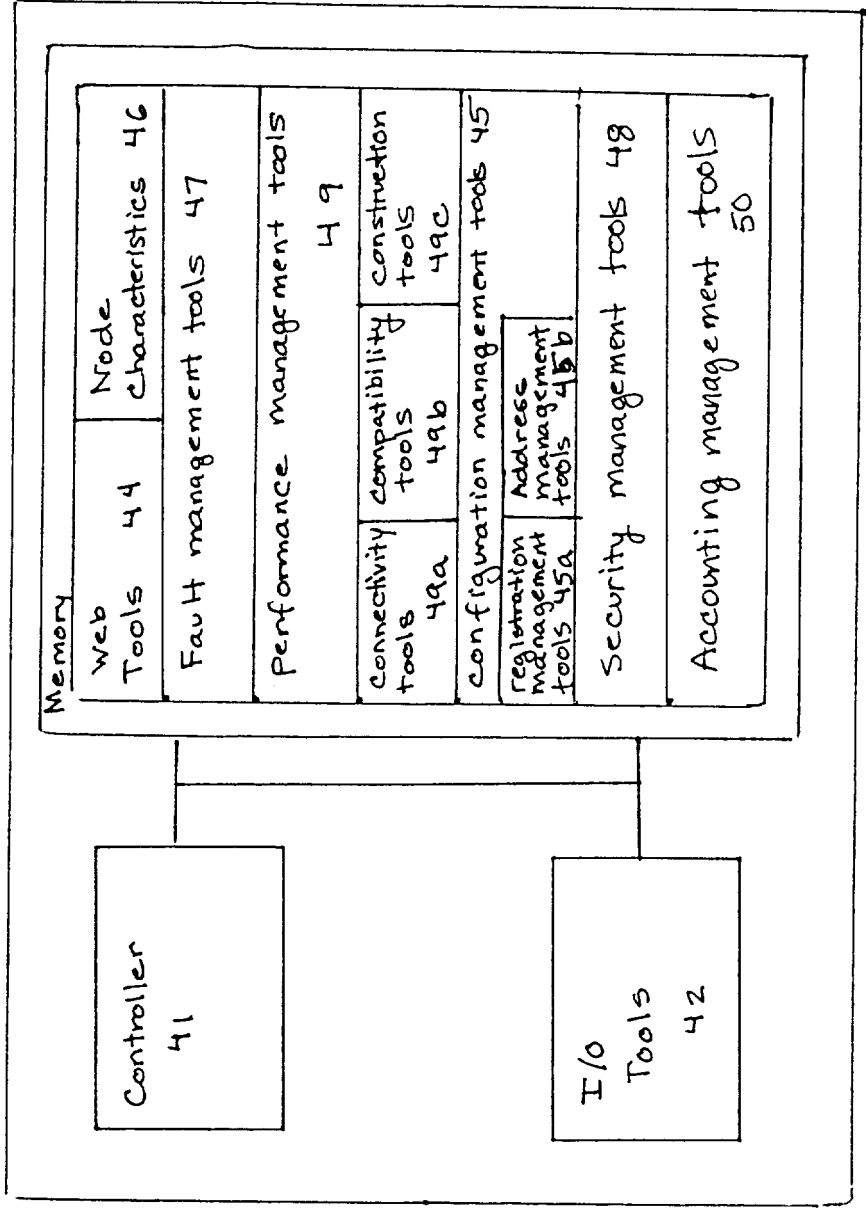 Memory
Web
Tools 44
Node
Characteristics 46
Fault management tools 47
Performance management tools
49
connectivity
tools
49a
compatibility
tools
49b
construction
tools
49c
configuration management tools 45
registration
management
tools 45a
Address
management
tools 45b
Security management tools 48
Accounting management tools
50
Controller
41
I/O
Tools
42